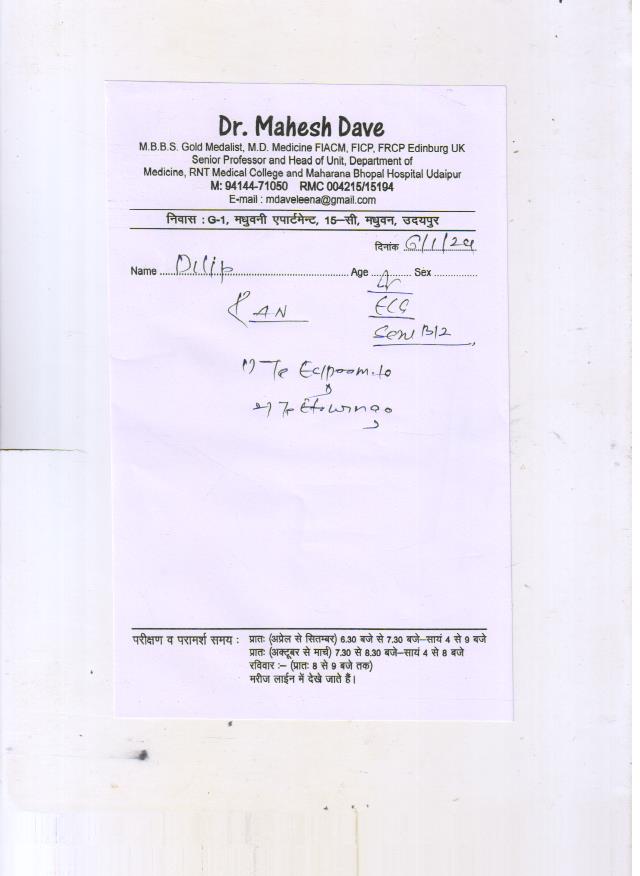 Dr. Mahesh Dave
M.B.B.S. Gold Medalist, M.D. Medicine FIACM, FICP, FRCP Edinburg UK
Senior Professor and Head of Unit, Department of
Medicine, RNT Medical College and Maharana Bhopal Hospital Udaipur
M: 94144-71050 RMC 004215/15194
E-mail : mdaveleena@gmail.com
निवास : G-1, मधुवनी एपार्टमेन्ट, 15–सी, मधुवन, उदयपुर
दिनांक 6/1/24
Name Dilip Age Sex
ECG
B12
1) 
2) 
परीक्षण व परामर्श समय : प्रातः (अप्रेल से सितम्बर) 6.30 बजे से 7.30 बजे–सायं 4 से 9 बजे
प्रातः (अक्टूबर से मार्च) 7.30 से 8.30 बजे–सायं 4 से 8 बजे
रविवार :– (प्रातः 8 से 9 बजे तक)
मरीज लाईन में देखे जाते हैं।